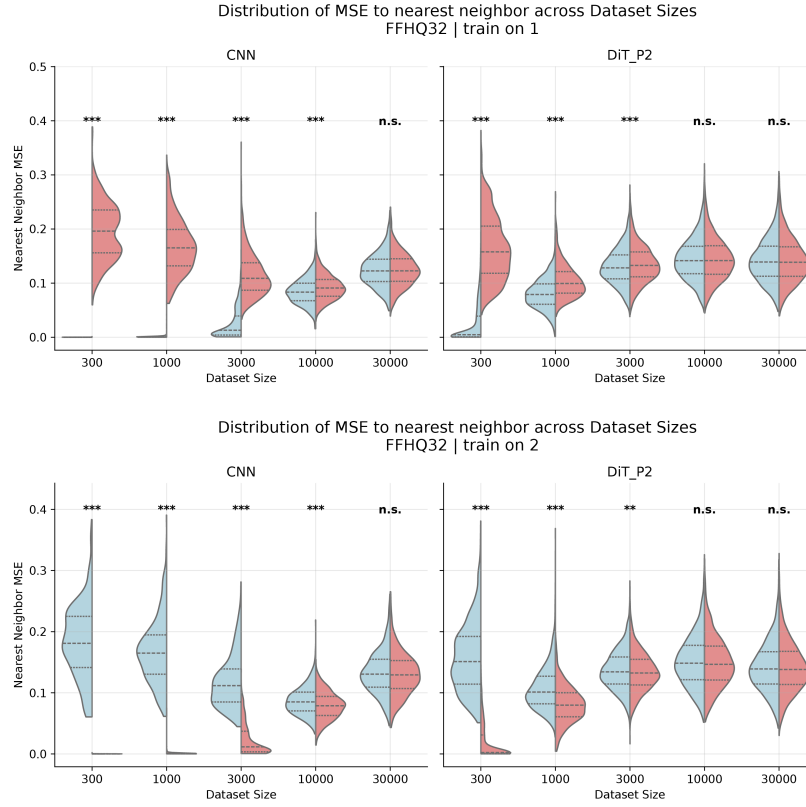 Distribution of MSE to nearest neighbor across Dataset Sizes
FFHQ32 | train on 1
CNN
DiT_P2
0.5
0.4
0.3
0.2
0.1
0.0
Nearest Neighbor MSE
*** *** *** *** n.s.
*** *** *** n.s. n.s.
300 1000 3000 10000 30000
300 1000 3000 10000 30000
Dataset Size
Dataset Size
Distribution of MSE to nearest neighbor across Dataset Sizes
FFHQ32 | train on 2
CNN
DiT_P2
0.4
0.3
0.2
0.1
0.0
Nearest Neighbor MSE
*** *** *** *** n.s.
*** *** ** n.s. n.s.
300 1000 3000 10000 30000
300 1000 3000 10000 30000
Dataset Size
Dataset Size